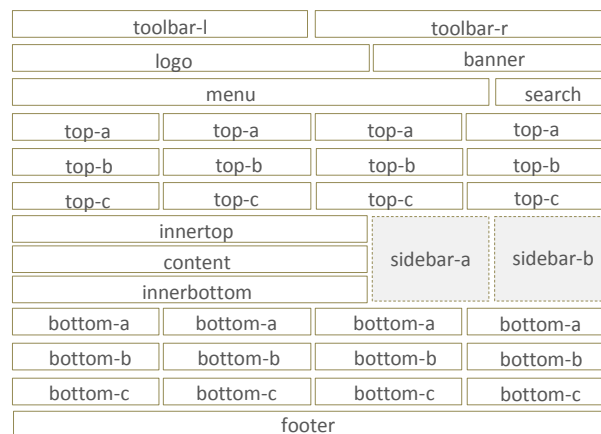 toolbar-l toolbar-r
logo banner
menu search
top-a top-a top-a top-a
top-b top-b top-b top-b
top-c top-c top-c top-c
innertop
content
sidebar-a sidebar-b
innerbottom
bottom-a bottom-a bottom-a bottom-a
bottom-b bottom-b bottom-b bottom-b
bottom-c bottom-c bottom-c bottom-c
footer